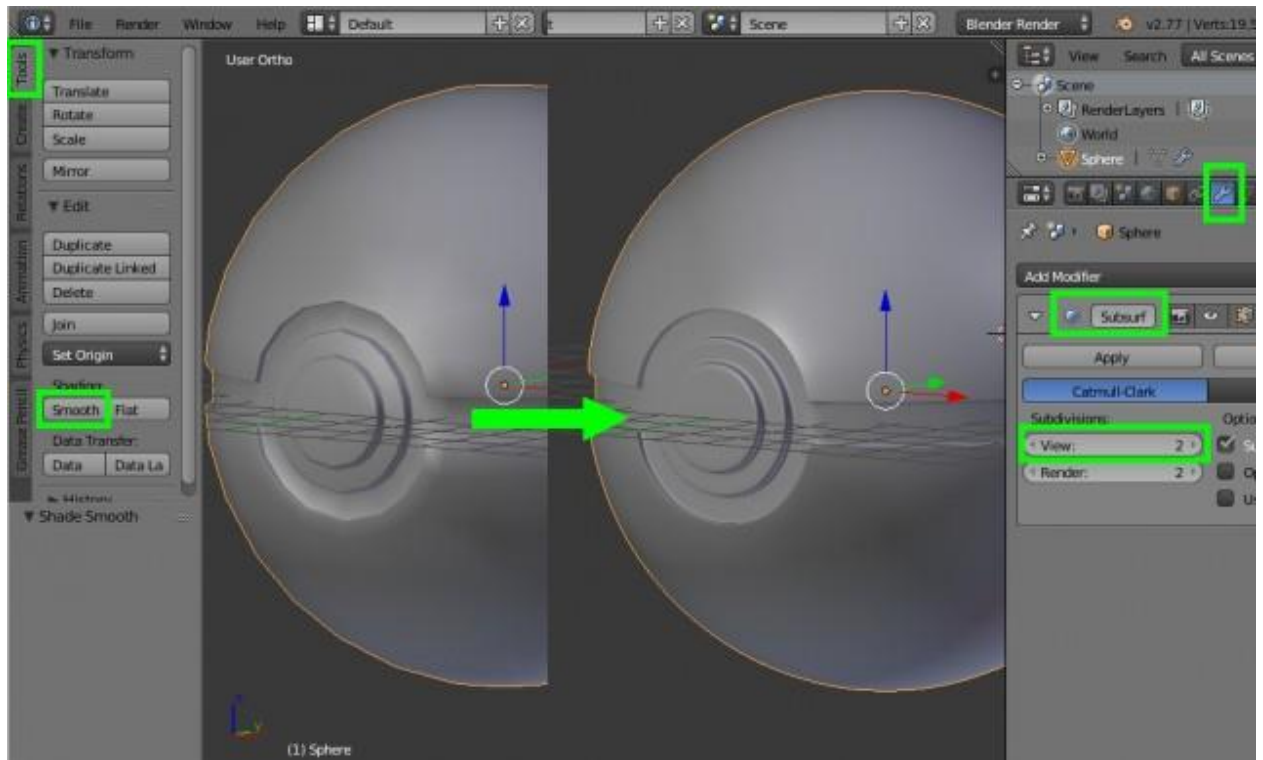 File Render Window Help Default Scene Blender Render v2.77 | Verts:19,5
Tools
Create
Relations
Animation
Physics
Grease Pencil
Transform
Translate
Rotate
Scale
Mirror
Edit
Duplicate
Duplicate Linked
Delete
Join
Set Origin
Shading:
Smooth Flat
Data Transfer:
Data Data La
History
Shade Smooth
User Ortho
(1) Sphere
View Search All Scenes
Scene
RenderLayers |
World
Sphere |
Sphere
Add Modifier
Subsurf
Apply
Catmull-Clark
Subdivisions: Optio
View: 2
Render: 2